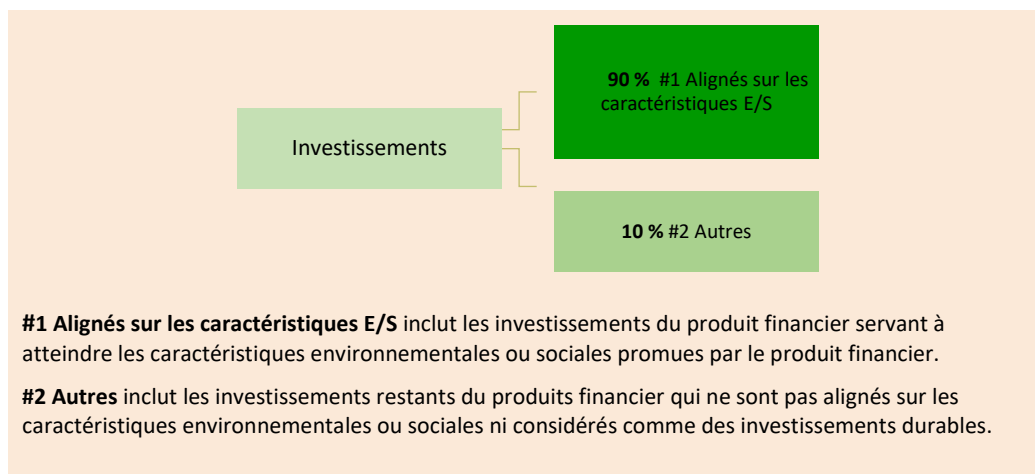 90 % #1 Alignés sur les
caractéristiques E/S
Investissements
10 % #2 Autres
#1 Alignés sur les caractéristiques E/S inclut les investissements du produit financier servant à
atteindre les caractéristiques environnementales ou sociales promues par le produit financier.
#2 Autres inclut les investissements restants du produits financier qui ne sont pas alignés sur les
caractéristiques environnementales ou sociales ni considérés comme des investissements durables.